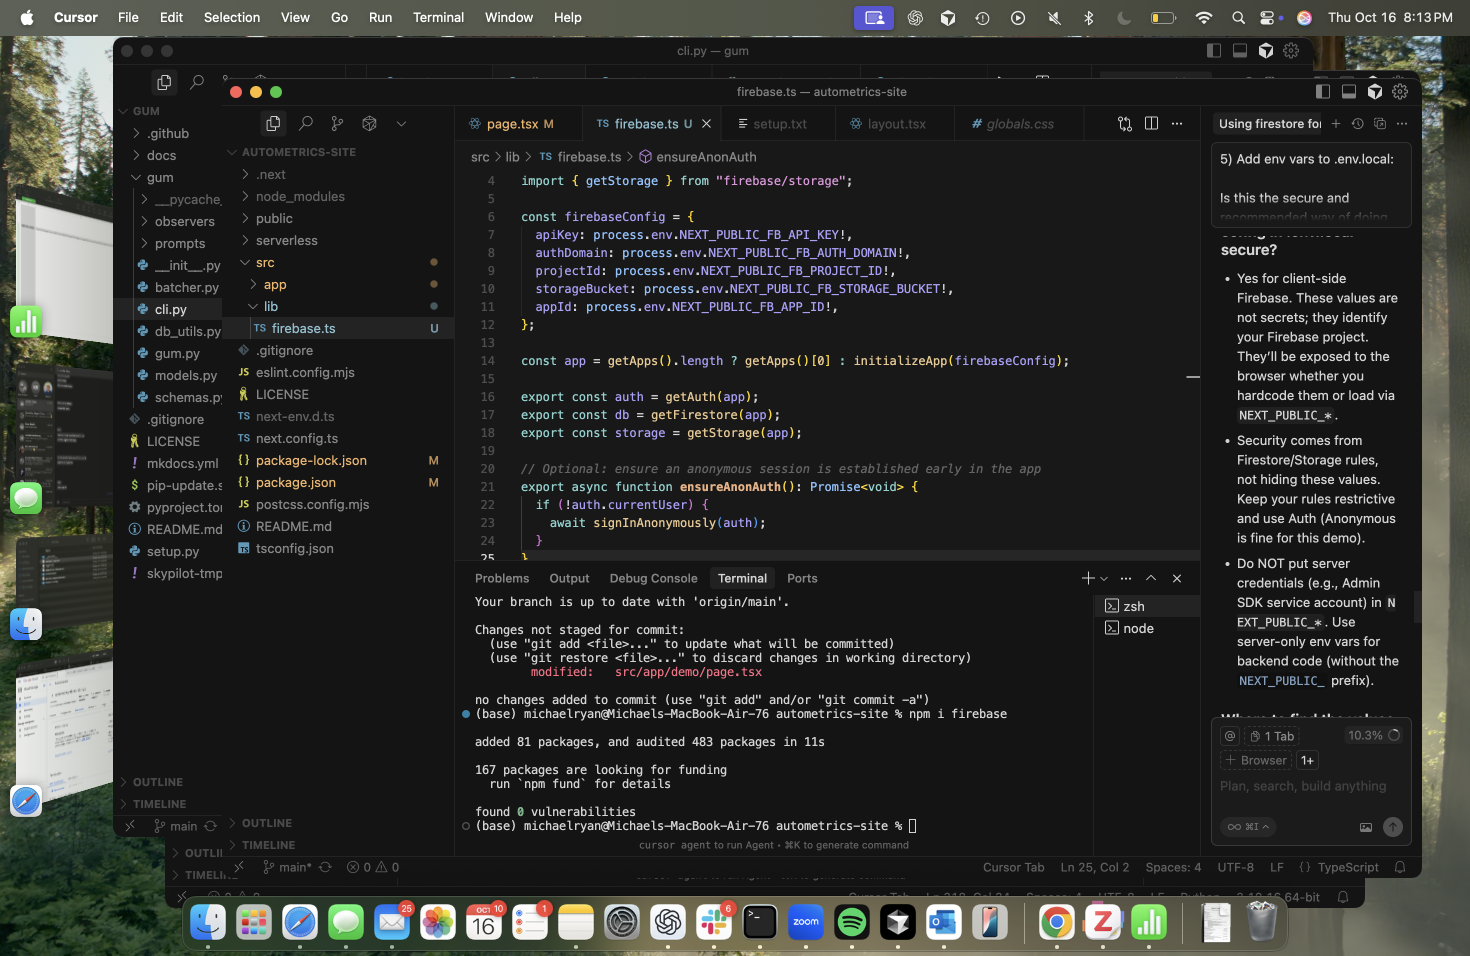 Cursor File Edit Selection View Go Run Terminal Window Help
Thu Oct 16 8:13 PM
cli.py — gum
firebase.ts — autometrics-site
GUM
.github
docs
gum
__pycache_
observers
prompts
__init__.py
batcher.py
cli.py
db_utils.py
gum.py
models.py
schemas.py
.gitignore
LICENSE
mkdocs.yml
pip-update.s
pyproject.tor
README.md
setup.py
skypilot-tmp
OUTLINE
TIMELINE
main
AUTOMETRICS-SITE
.next
node_modules
public
serverless
src
app
lib
TS firebase.ts U
.gitignore
JS eslint.config.mjs
LICENSE
TS next-env.d.ts
TS next.config.ts
{} package-lock.json M
{} package.json M
JS postcss.config.mjs
README.md
tsconfig.json
OUTLINE
TIMELINE
page.tsx M
TS firebase.ts U
setup.txt
layout.tsx
# globals.css
src > lib > TS firebase.ts > ensureAnonAuth
4 import { getStorage } from "firebase/storage";
5
6 const firebaseConfig = {
7 apiKey: process.env.NEXT_PUBLIC_FB_API_KEY!,
8 authDomain: process.env.NEXT_PUBLIC_FB_AUTH_DOMAIN!,
9 projectId: process.env.NEXT_PUBLIC_FB_PROJECT_ID!,
10 storageBucket: process.env.NEXT_PUBLIC_FB_STORAGE_BUCKET!,
11 appId: process.env.NEXT_PUBLIC_FB_APP_ID!,
12 };
13
14 const app = getApps().length ? getApps()[0] : initializeApp(firebaseConfig);
15
16 export const auth = getAuth(app);
17 export const db = getFirestore(app);
18 export const storage = getStorage(app);
19
20 // Optional: ensure an anonymous session is established early in the app
21 export async function ensureAnonAuth(): Promise<void> {
22 if (!auth.currentUser) {
23 await signInAnonymously(auth);
24 }
25 }
Problems Output Debug Console Terminal Ports
Your branch is up to date with 'origin/main'.
Changes not staged for commit:
(use "git add <file>..." to update what will be committed)
(use "git restore <file>..." to discard changes in working directory)
modified: src/app/demo/page.tsx
no changes added to commit (use "git add" and/or "git commit -a")
(base) michaelryan@Michaels-MacBook-Air-76 autometrics-site % npm i firebase
added 81 packages, and audited 483 packages in 11s
167 packages are looking for funding
run `npm fund` for details
found 0 vulnerabilities
(base) michaelryan@Michaels-MacBook-Air-76 autometrics-site %
cursor agent to run Agent • ⌘K to generate command
zsh
node
Using firestore for
5) Add env vars to .env.local:
Is this the secure and
recommended way of doing
secure?
Yes for client-side
Firebase. These values are
not secrets; they identify
your Firebase project.
They'll be exposed to the
browser whether you
hardcode them or load via
NEXT_PUBLIC_*.
Security comes from
Firestore/Storage rules,
not hiding these values.
Keep your rules restrictive
and use Auth (Anonymous
is fine for this demo).
Do NOT put server
credentials (e.g., Admin
SDK service account) in N
EXT_PUBLIC_*. Use
server-only env vars for
backend code (without the
NEXT_PUBLIC_ prefix).
Where to find the values
@ 1 Tab 10.3%
+ Browser 1+
Plan, search, build anything
∞ ⌘I
main* 0 0
Cursor Tab Ln 25, Col 2 Spaces: 4 UTF-8 LF {} TypeScript
OUTLI
TIMELI
25
OCT 10
16
1
6
zoom
Z